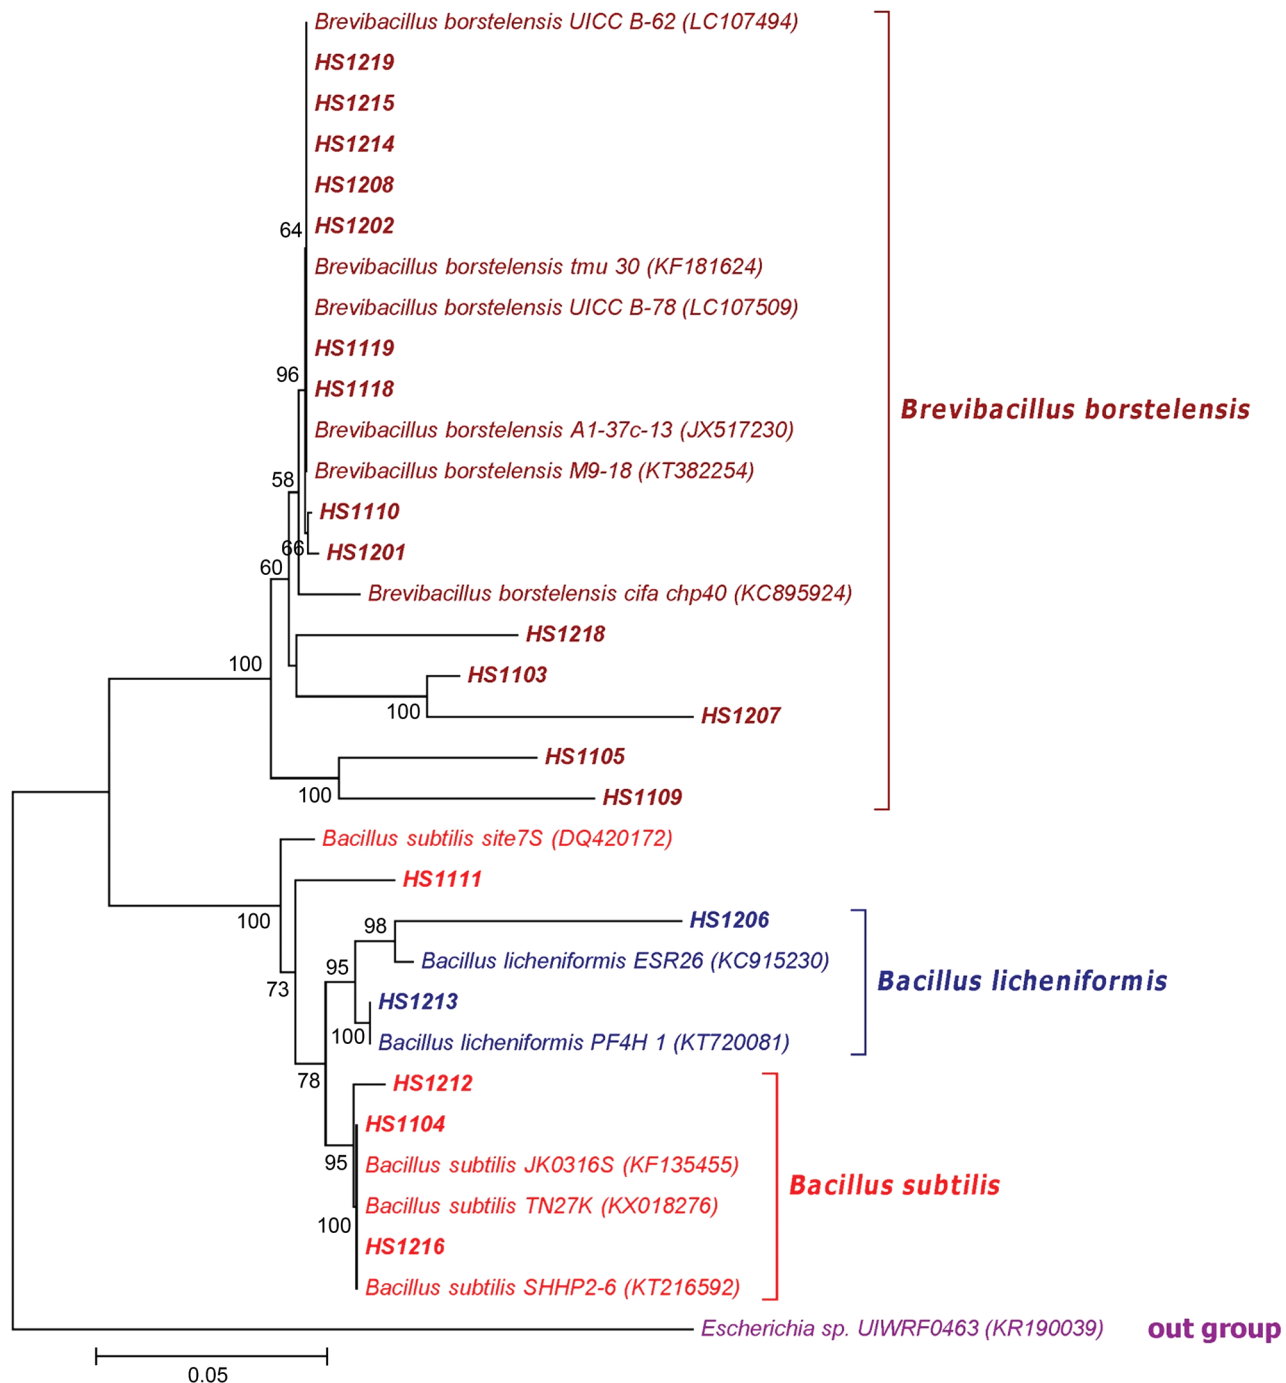 Brevibacillus borstelensis UICC B-62 (LC107494)
HS1219
HS1215
HS1214
HS1208
HS1202
64
Brevibacillus borstelensis tmu 30 (KF181624)
Brevibacillus borstelensis UICC B-78 (LC107509)
HS1119
96
HS1118
Brevibacillus borstelensis
Brevibacillus borstelensis A1-37c-13 (JX517230)
Brevibacillus borstelensis M9-18 (KT382254)
58
HS1110
66
HS1201
60
Brevibacillus borstelensis cifa chp40 (KC895924)
HS1218
100
HS1103
100
HS1207
HS1105
100
HS1109
Bacillus subtilis site7S (DQ420172)
HS1111
100
98
HS1206
95
Bacillus licheniformis ESR26 (KC915230)
Bacillus licheniformis
73
HS1213
100
Bacillus licheniformis PF4H 1 (KT720081)
78
HS1212
HS1104
95
Bacillus subtilis JK0316S (KF135455)
Bacillus subtilis
Bacillus subtilis TN27K (KX018276)
100
HS1216
Bacillus subtilis SHHP2-6 (KT216592)
Escherichia sp. UIWRF0463 (KR190039)
out group
0.05